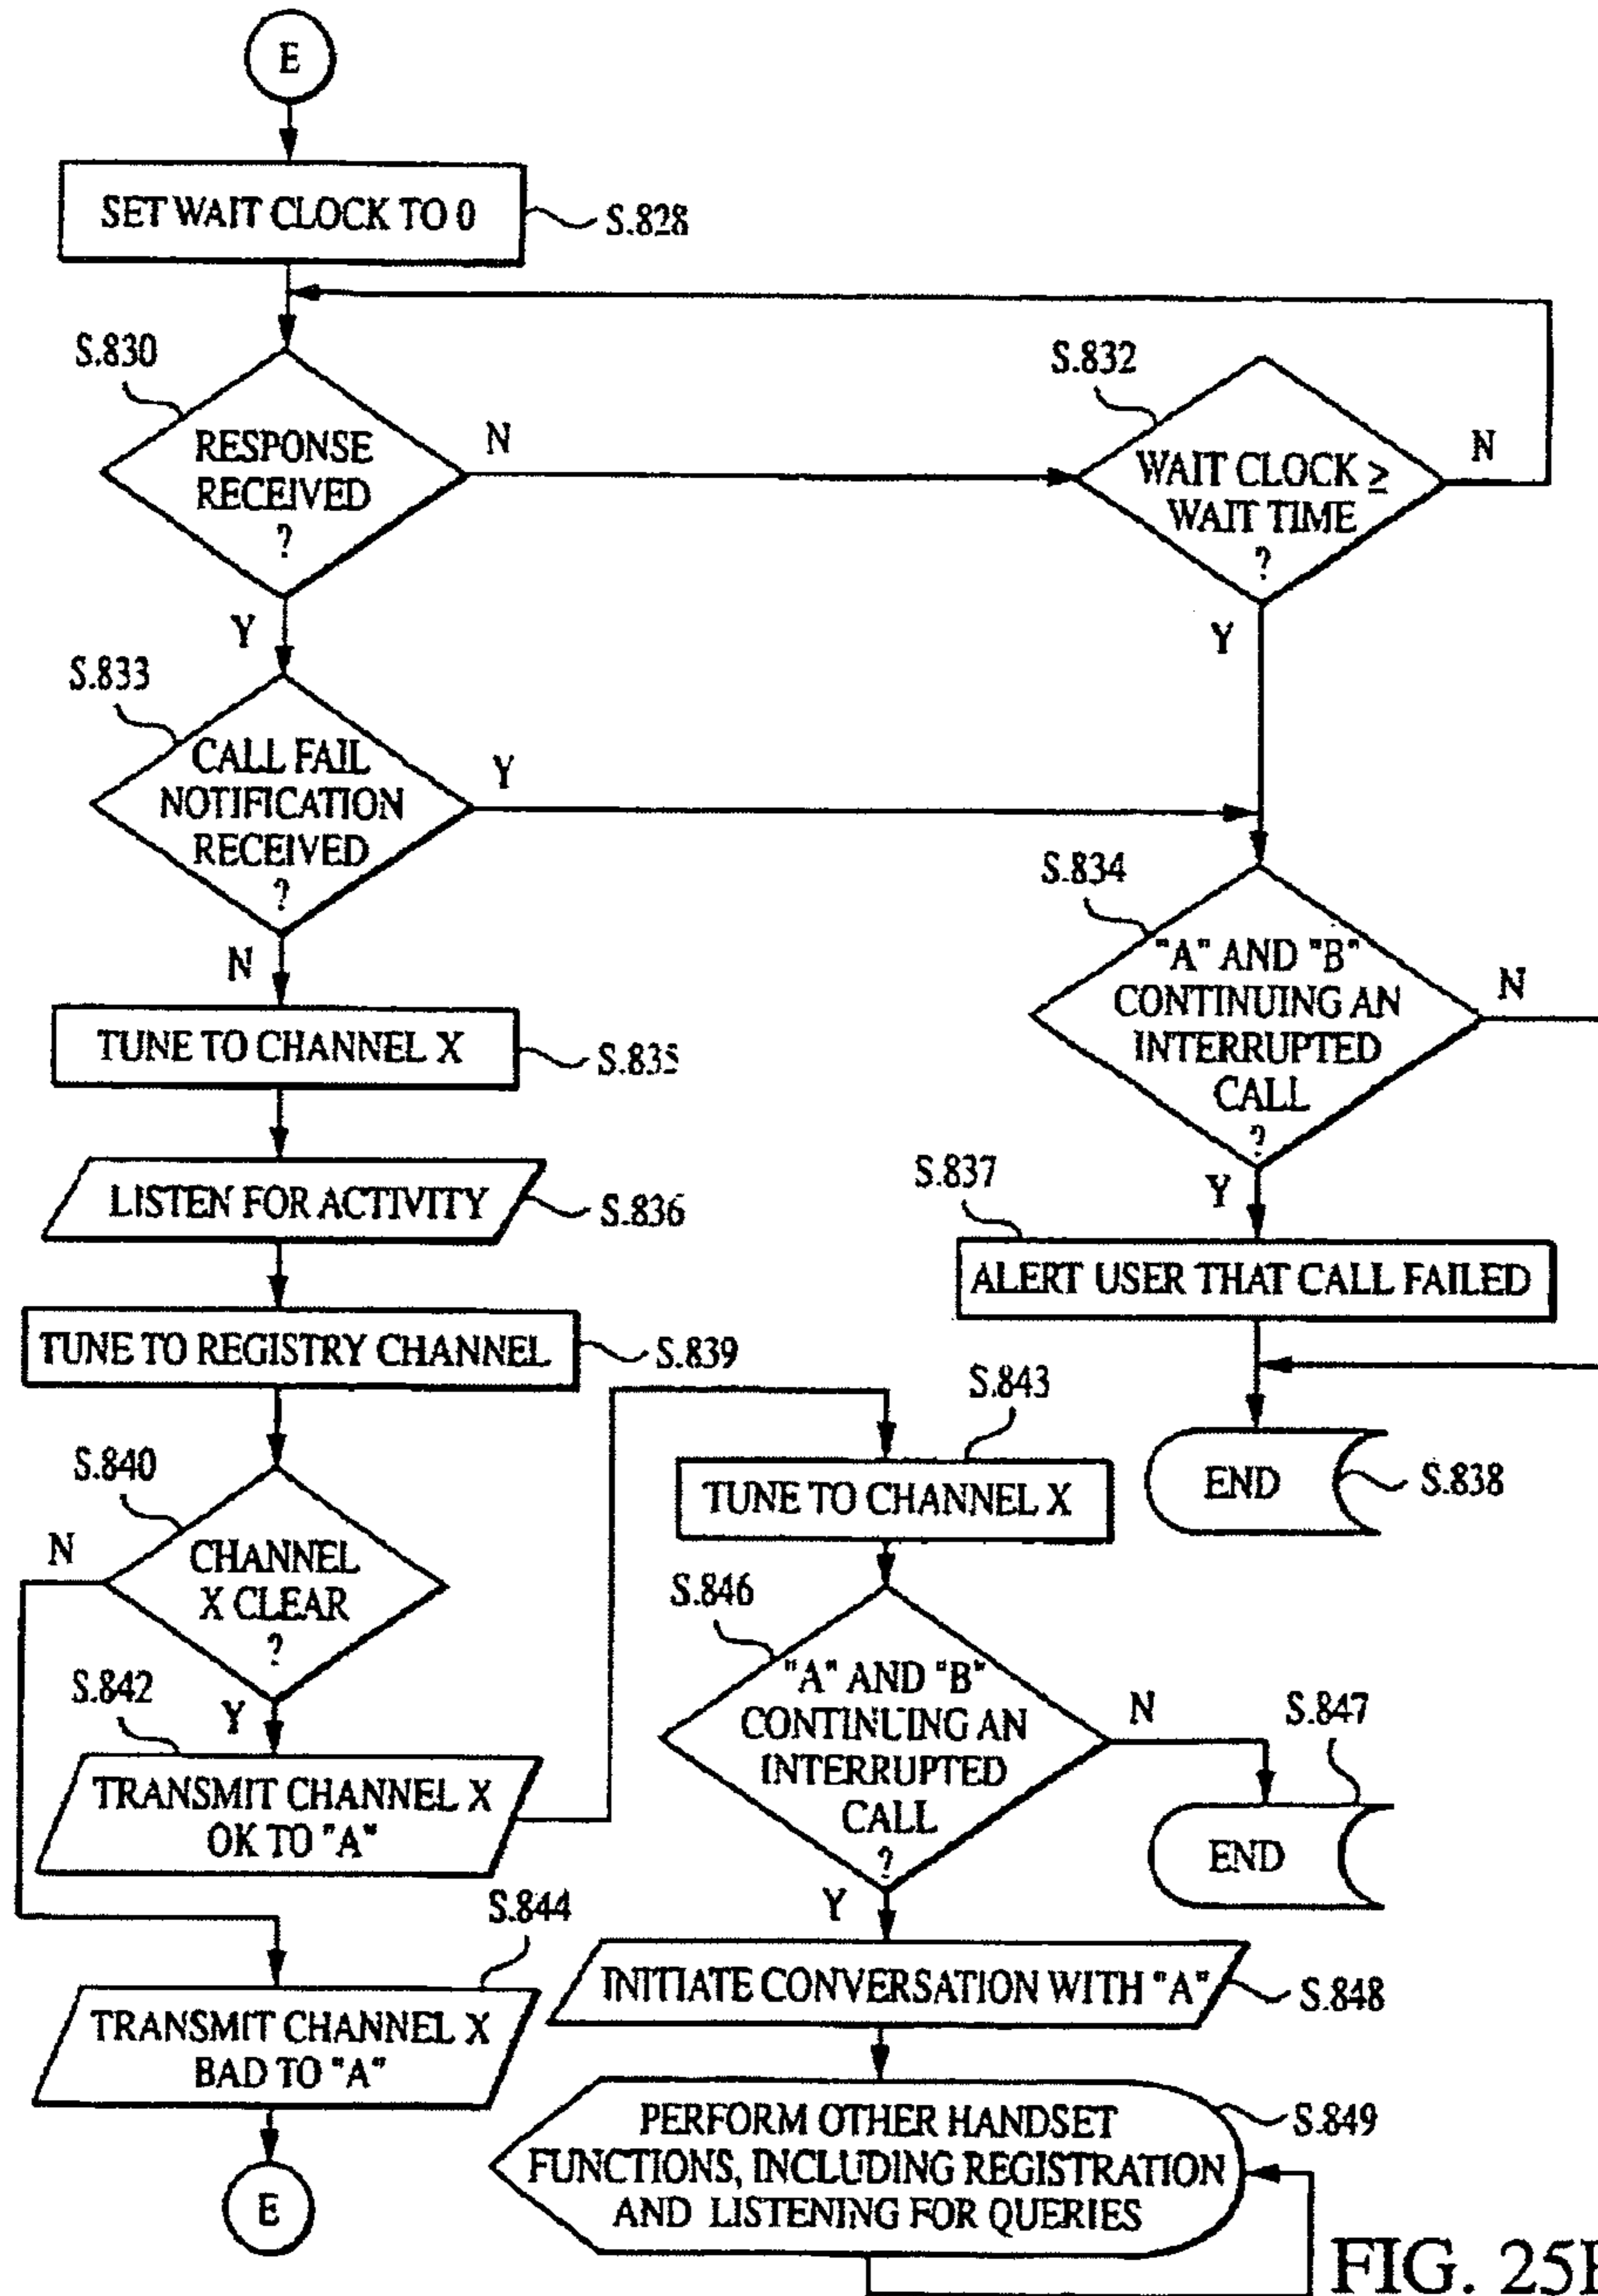 E
SET WAIT CLOCK TO 0
S.828
S.830
RESPONSE
RECEIVED
?
N
Y
S.832
WAIT CLOCK ≥
WAIT TIME
?
N
Y
S.833
CALL FAIL
NOTIFICATION
RECEIVED
?
Y
N
S.834
"A" AND "B"
CONTINUING AN
INTERRUPTED
CALL
?
N
Y
TUNE TO CHANNEL X
S.835
LISTEN FOR ACTIVITY
S.836
S.837
ALERT USER THAT CALL FAILED
END
S.838
TUNE TO REGISTRY CHANNEL
S.839
S.840
CHANNEL
X CLEAR
?
N
Y
S.842
TRANSMIT CHANNEL X
OK TO "A"
S.843
TUNE TO CHANNEL X
S.844
TRANSMIT CHANNEL X
BAD TO "A"
E
S.846
"A" AND "B"
CONTINUING AN
INTERRUPTED
CALL
?
N
Y
S.847
END
INITIATE CONVERSATION WITH "A"
S.848
PERFORM OTHER HANDSET
FUNCTIONS, INCLUDING REGISTRATION
AND LISTENING FOR QUERIES
S.849
FIG.